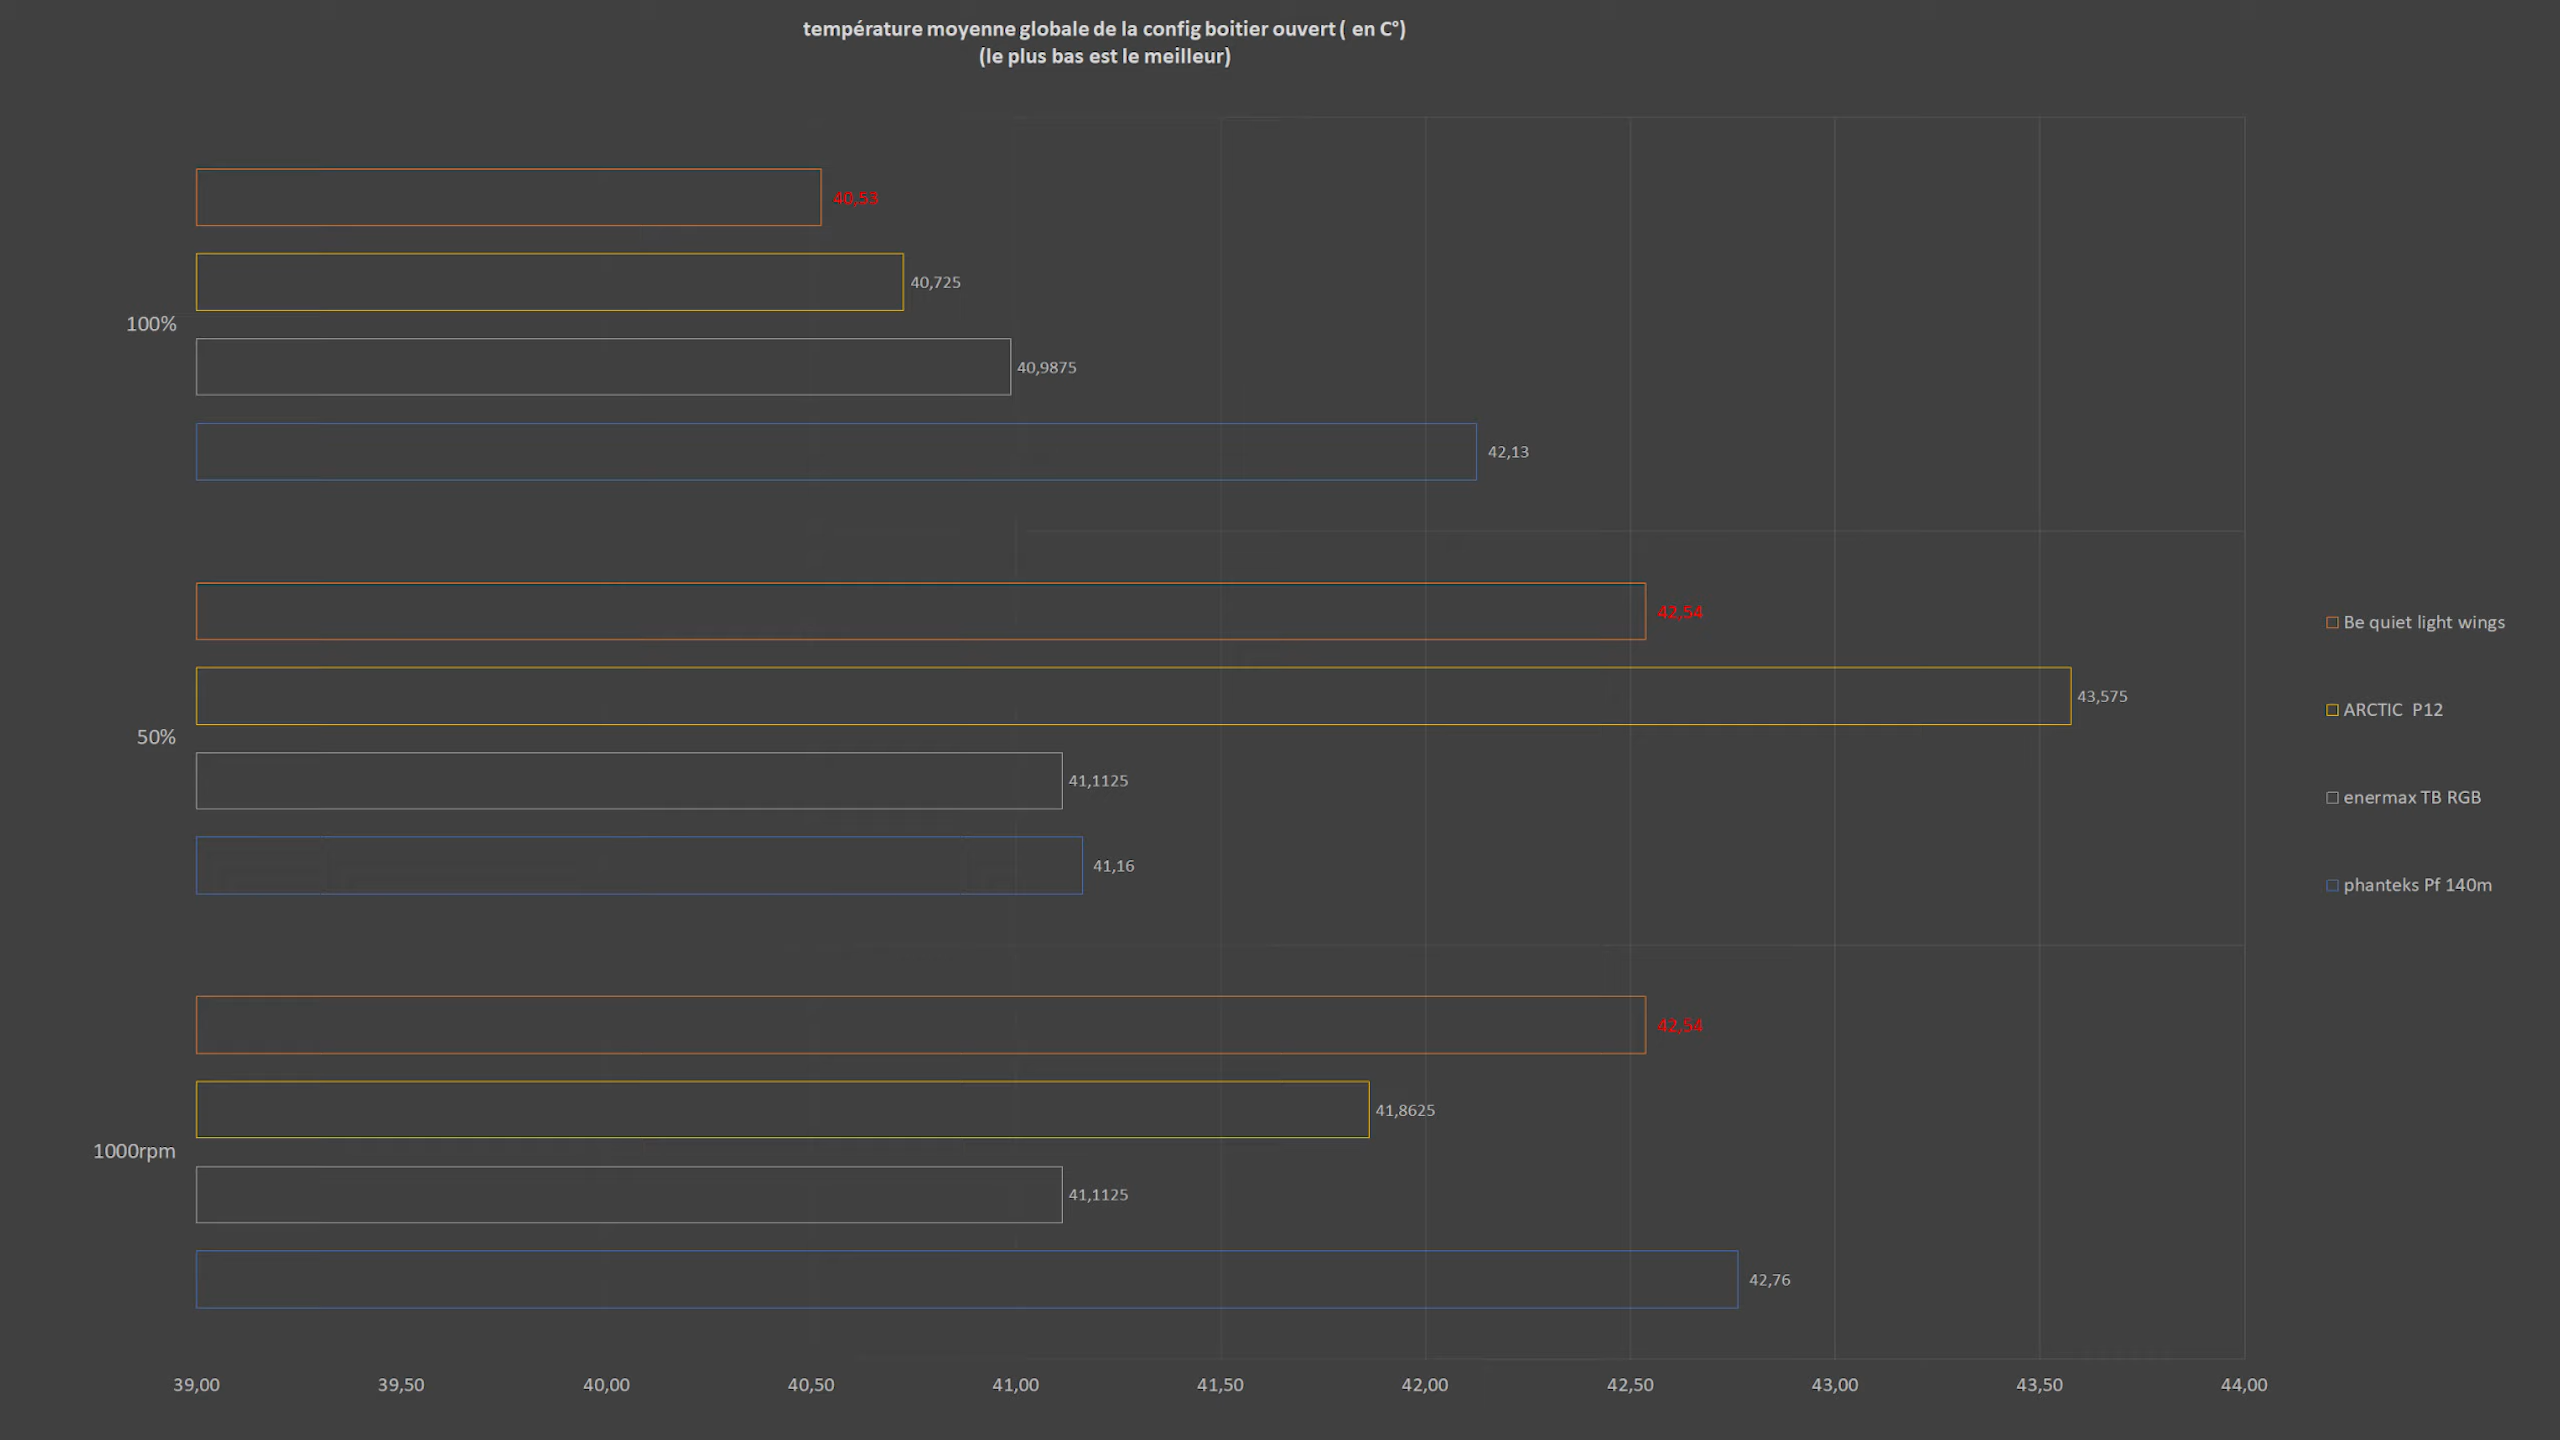 température moyenne globale de la config boitier ouvert ( en C°)
(le plus bas est le meilleur)
40,53
40,725
100%
40,9875
42,13
42,54
43,575
50%
41,1125
41,16
42,54
41,8625
1000rpm
41,1125
42,76
39,00 39,50 40,00 40,50 41,00 41,50 42,00 42,50 43,00 43,50 44,00
Be quiet light wings
ARCTIC P12
enermax TB RGB
phanteks Pf 140m